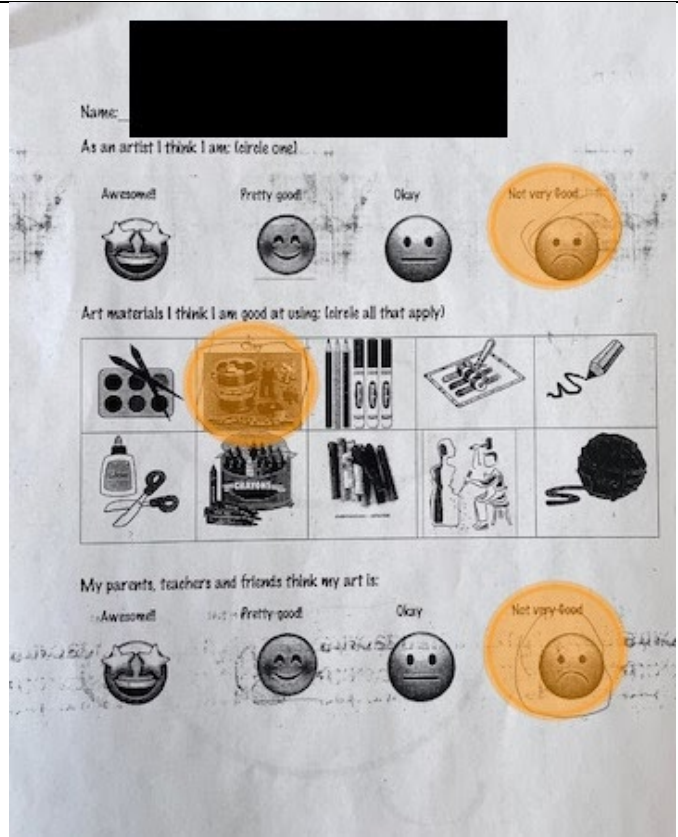 Name:
As an artist I think I am: (circle one)
Awesome!! Pretty good! Okay Not very Good
Art materials I think I am good at using: (circle all that apply)
Clay
CRAYONS
My parents, teachers and friends think my art is:
Awesome!! Pretty good! Okay Not very Good